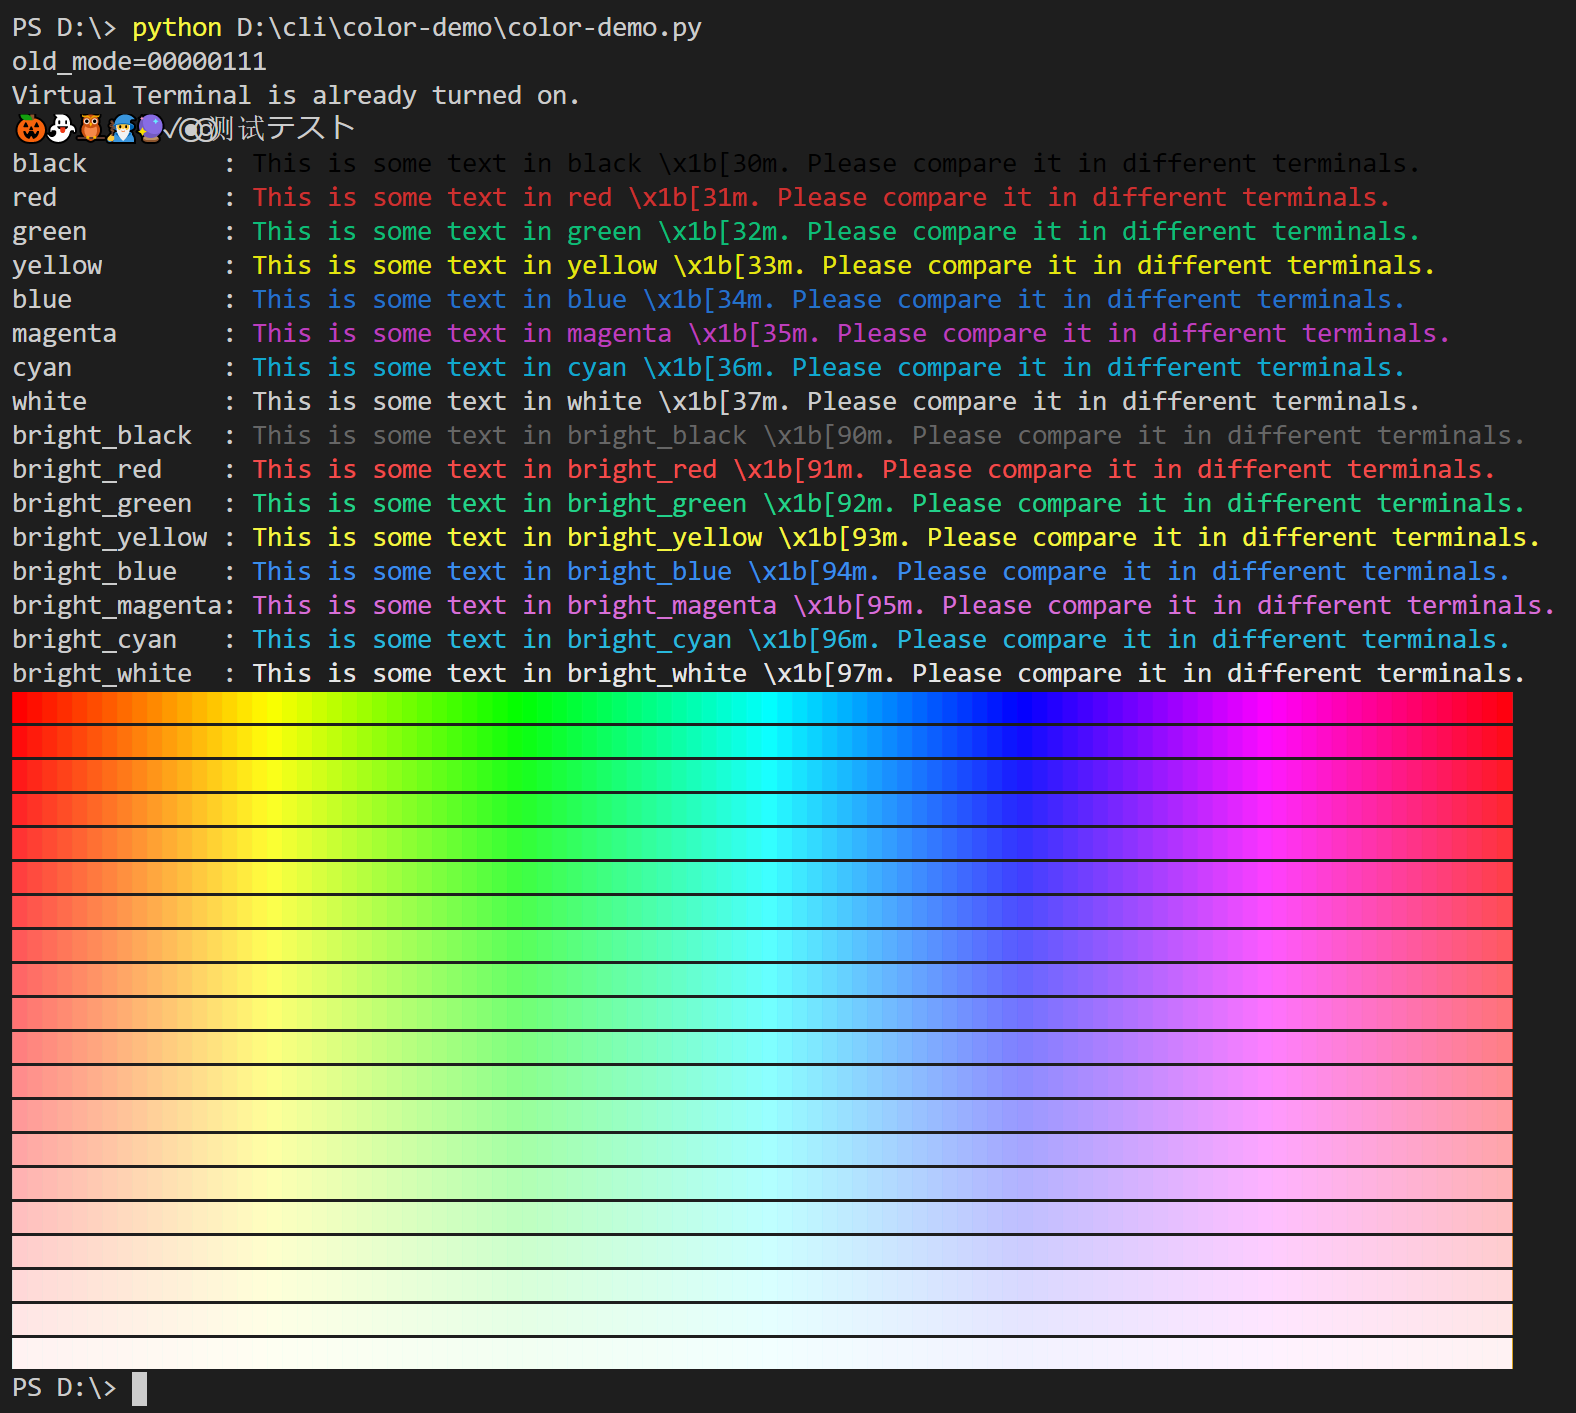 PS D:\> python D:\cli\color-demo\color-demo.py
old_mode=00000111
Virtual Terminal is already turned on.
🎃👻🦉🧙‍♂️🔮✓◉◎测试テスト
black         : This is some text in black \x1b[30m. Please compare it in different terminals.
red           : This is some text in red \x1b[31m. Please compare it in different terminals.
green         : This is some text in green \x1b[32m. Please compare it in different terminals.
yellow        : This is some text in yellow \x1b[33m. Please compare it in different terminals.
blue          : This is some text in blue \x1b[34m. Please compare it in different terminals.
magenta       : This is some text in magenta \x1b[35m. Please compare it in different terminals.
cyan          : This is some text in cyan \x1b[36m. Please compare it in different terminals.
white         : This is some text in white \x1b[37m. Please compare it in different terminals.
bright_black  : This is some text in bright_black \x1b[90m. Please compare it in different terminals.
bright_red    : This is some text in bright_red \x1b[91m. Please compare it in different terminals.
bright_green  : This is some text in bright_green \x1b[92m. Please compare it in different terminals.
bright_yellow : This is some text in bright_yellow \x1b[93m. Please compare it in different terminals.
bright_blue   : This is some text in bright_blue \x1b[94m. Please compare it in different terminals.
bright_magenta: This is some text in bright_magenta \x1b[95m. Please compare it in different terminals.
bright_cyan   : This is some text in bright_cyan \x1b[96m. Please compare it in different terminals.
bright_white  : This is some text in bright_white \x1b[97m. Please compare it in different terminals.
PS D:\>